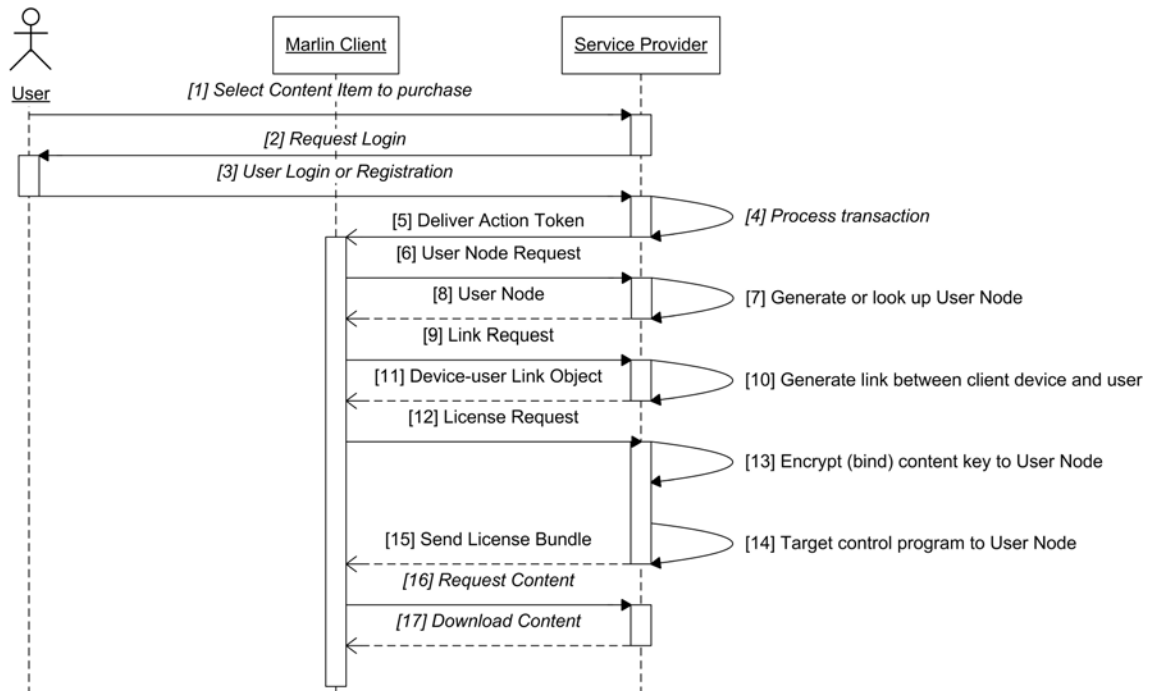 Marlin Client
Service Provider
User
[1] Select Content Item to purchase
[2] Request Login
[3] User Login or Registration
[4] Process transaction
[5] Deliver Action Token
[6] User Node Request
[7] Generate or look up User Node
[8] User Node
[9] Link Request
[10] Generate link between client device and user
[11] Device-user Link Object
[12] License Request
[13] Encrypt (bind) content key to User Node
[14] Target control program to User Node
[15] Send License Bundle
[16] Request Content
[17] Download Content